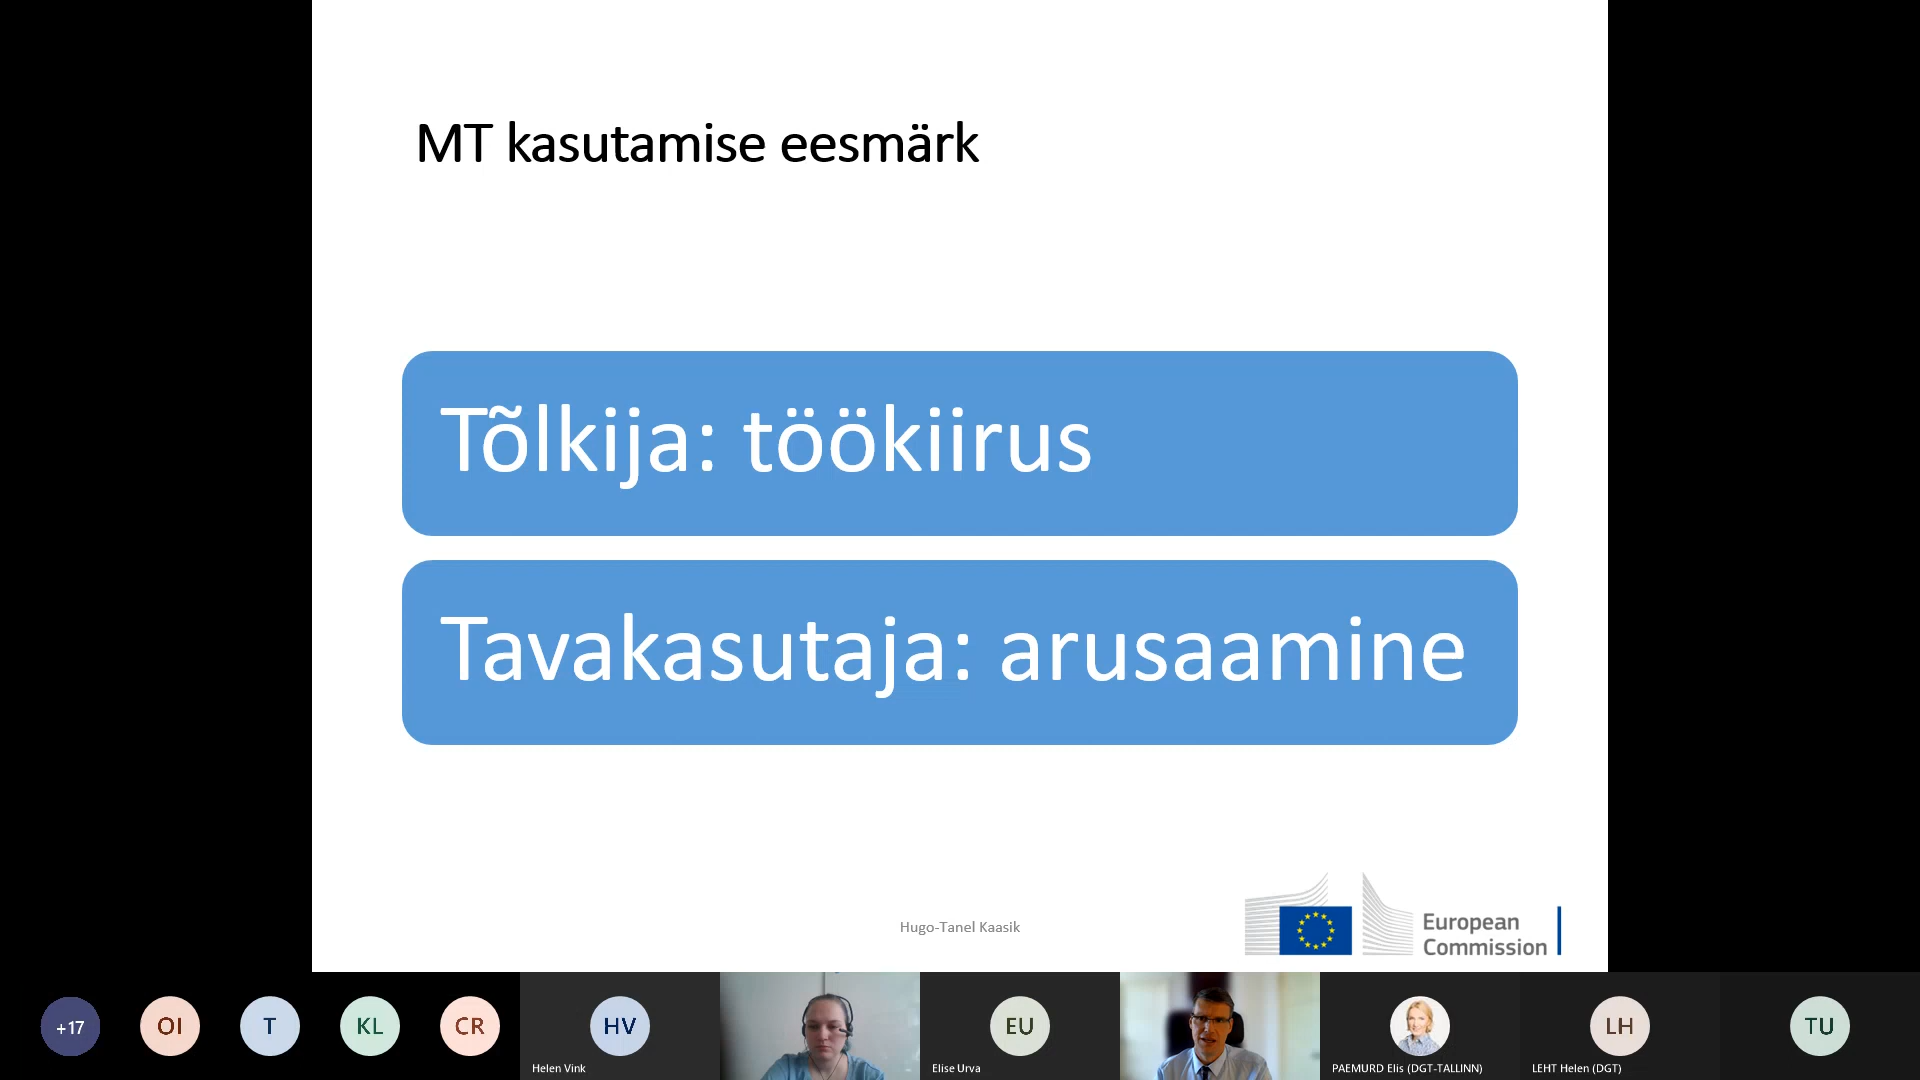 MT kasutamise eesmärk
Tõlkija: töökiirus
Tavakasutaja: arusaamine
Hugo-Tanel Kaasik
European
Commission
+17
OI
T
KL
CR
HV
Helen Vink
EU
Elise Urva
PAEMURD Elis (DGT-TALLINN)
LH
LEHT Helen (DGT)
TU